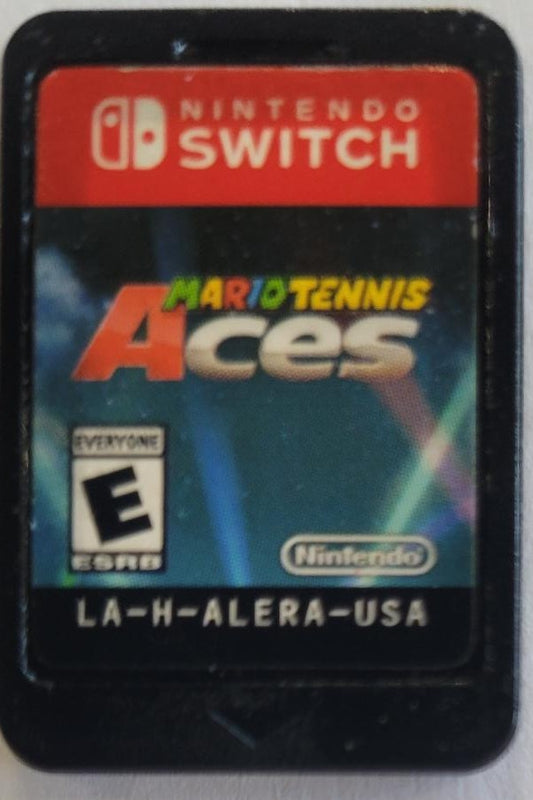 NINTENDO
SWITCH
MARIO TENNIS
Aces
EVERYONE
E
ESRB
Nintendo
LA-H-ALERA-USA